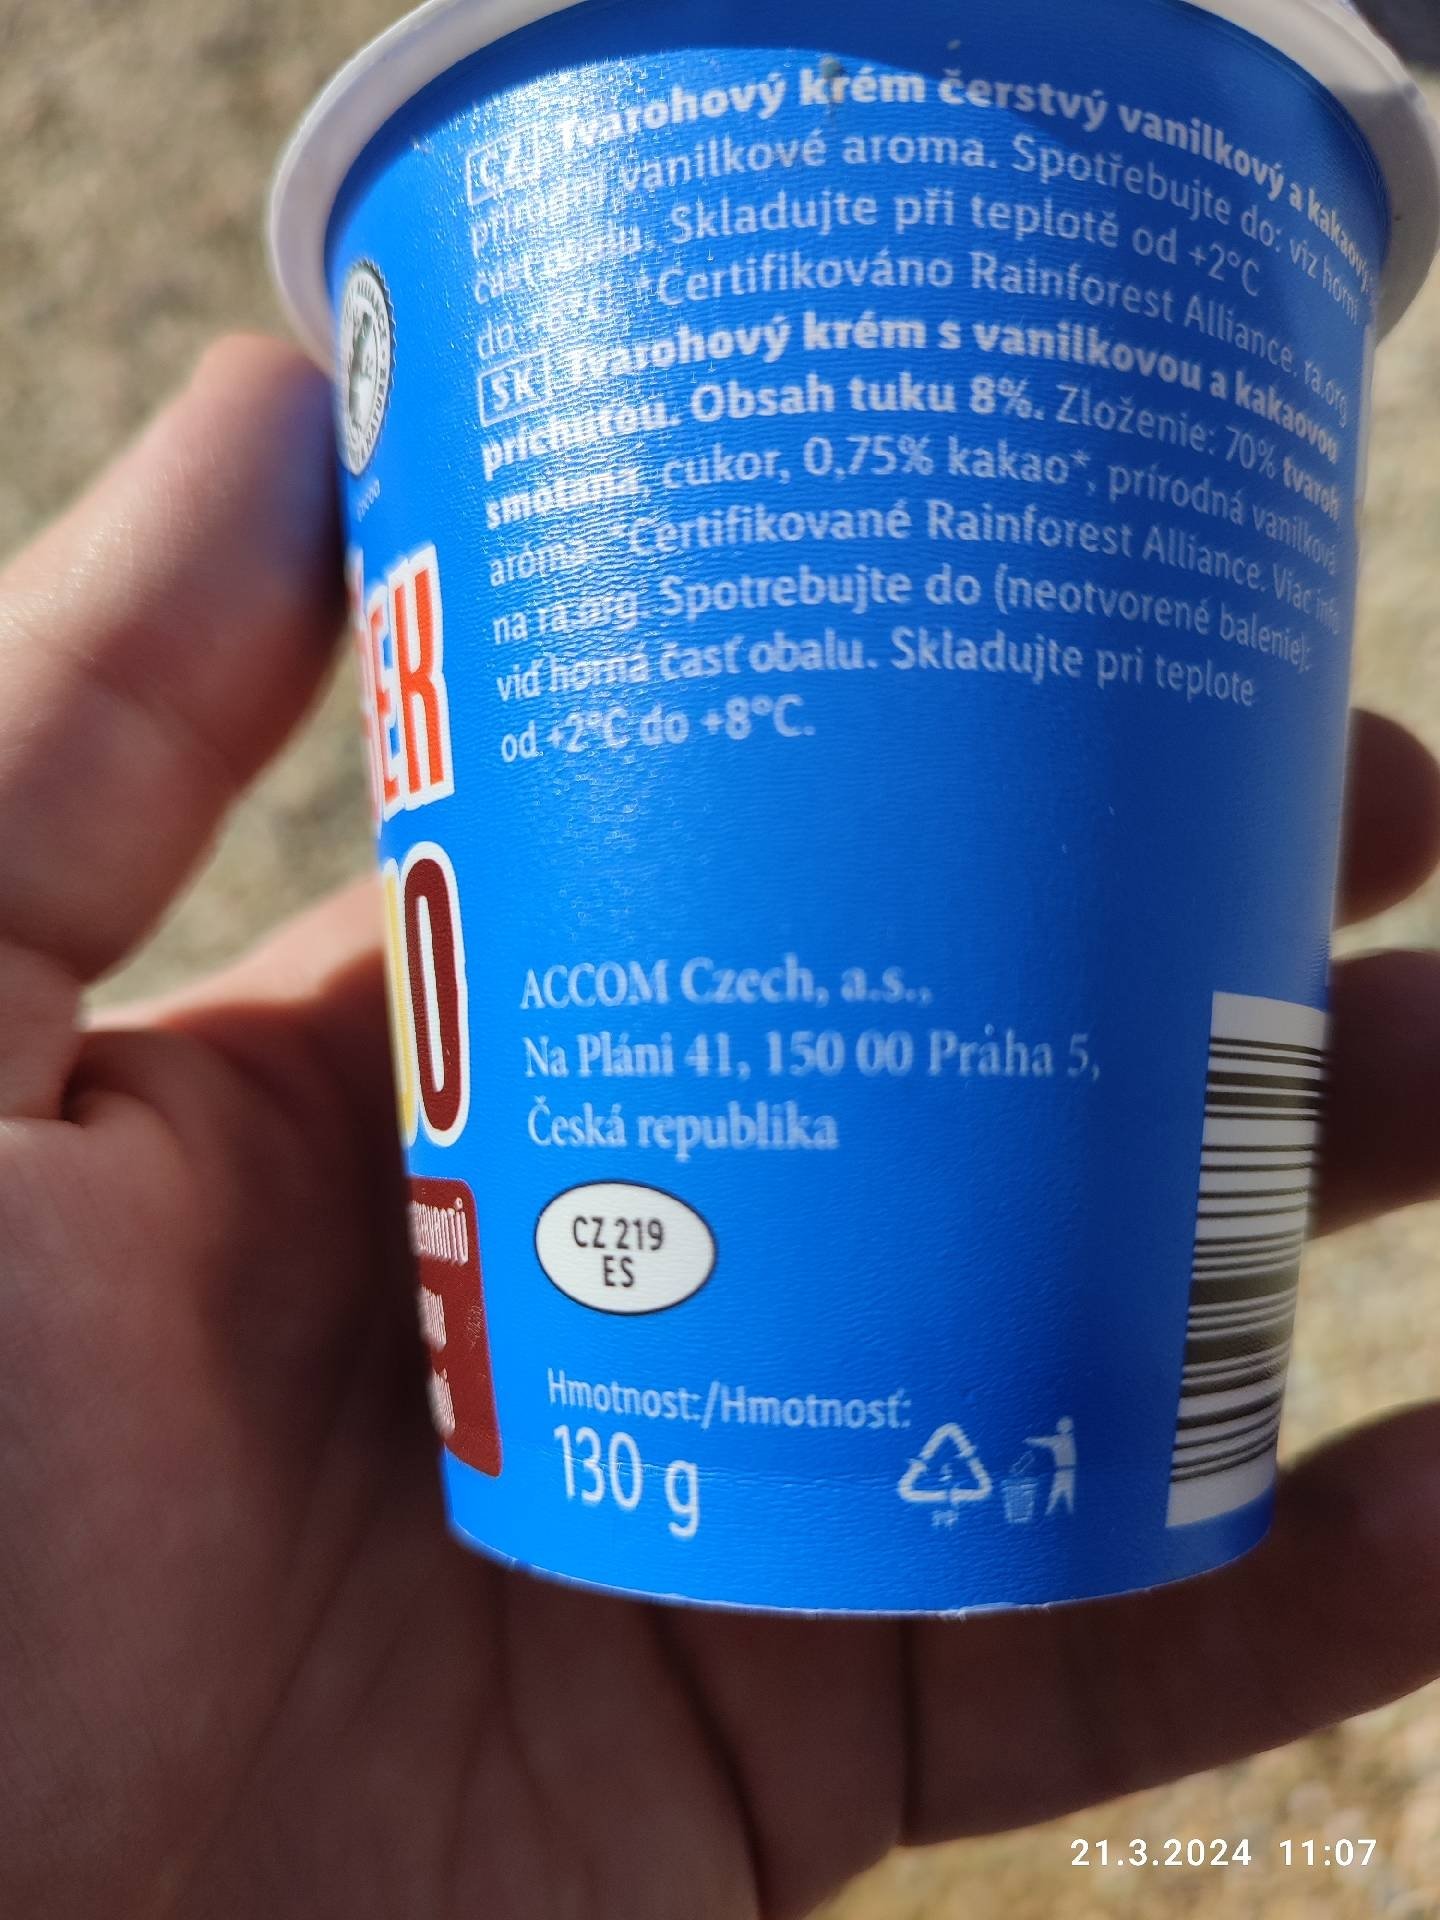 CZ Tvarohový krém čerstvý vanilkový a kakaový.
přírodní vanilkové aroma. Spotřebujte do: viz horní
část obalu. Skladujte při teplotě od +2°C
do *Certifikováno Rainforest Alliance. ra.org
SK Tvarohový krém s vanilkovou a kakaovou
príchuťou. Obsah tuku 8%. Zloženie: 70% tvaroh
smotana, cukor, 0,75% kakao*, prírodná vanilková
aróma. *Certifikované Rainforest Alliance. Viac info
na ra.org. Spotrebujte do (neotvorené balenie):
viď horná časť obalu. Skladujte pri teplote
od +2°C do +8°C.
ACCOM Czech, a.s.,
Na Pláni 41, 150 00 Praha 5,
Česká republika
CZ 219
ES
Hmotnost:/Hmotnosť:
130 g
21.3.2024 11:07